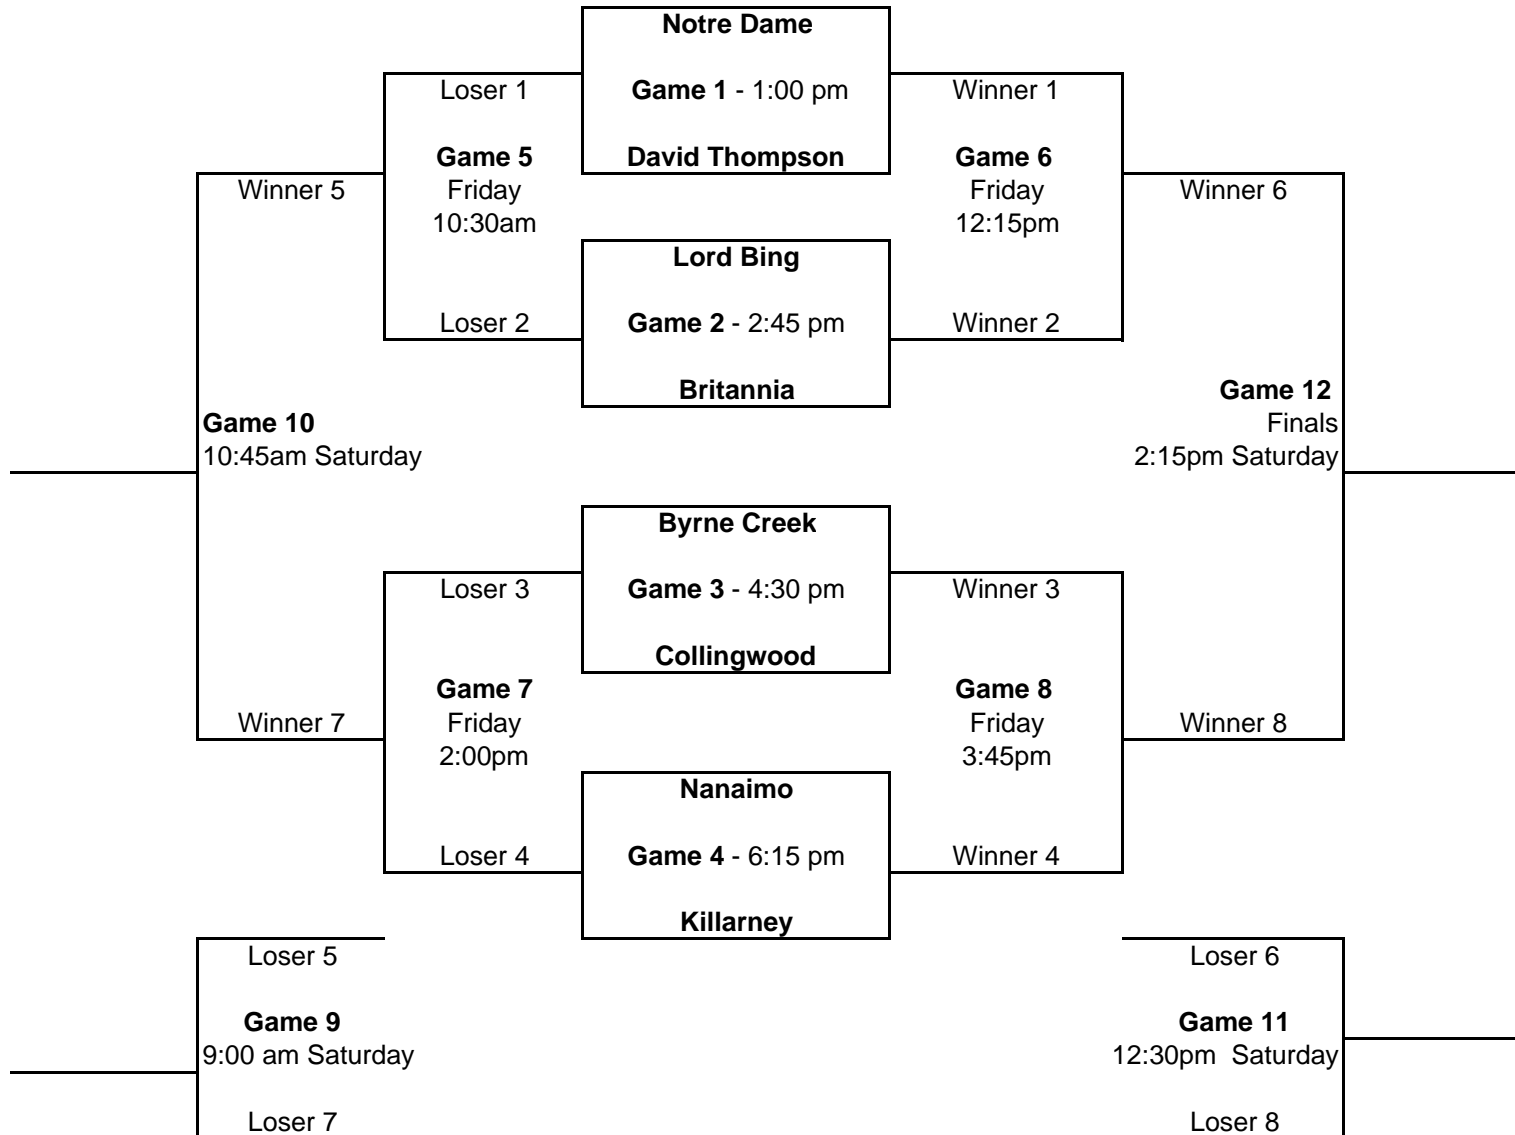 Notre Dame
Loser 1
Game 1 - 1:00 pm
Winner 1
Game 5
David Thompson
Game 6
Winner 5
Friday
Friday
Winner 6
10:30am
12:15pm
Lord Bing
Loser 2
Game 2 - 2:45 pm
Winner 2
Britannia
Game 12
Game 10
Finals
10:45am Saturday
2:15pm Saturday
Byrne Creek
Loser 3
Game 3 - 4:30 pm
Winner 3
Collingwood
Game 7
Game 8
Winner 7
Friday
Friday
Winner 8
2:00pm
3:45pm
Nanaimo
Loser 4
Game 4 - 6:15 pm
Winner 4
Killarney
Loser 5
Loser 6
Game 9
Game 11
9:00 am Saturday
12:30pm  Saturday
Loser 7
Loser 8